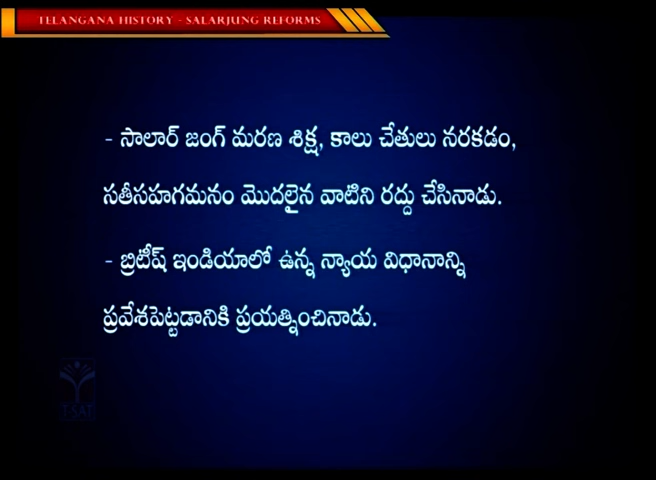 TELANGANA HISTORY - SALARJUNG REFORMS
- సాలార్ జంగ్ మరణ శిక్ష, కాలు చేతులు నరకడం,
సతీసహగమనం మొదలైన వాటిని రద్దు చేసినాడు.
- బ్రిటీష్ ఇండియాలో ఉన్న న్యాయ విధానాన్ని
ప్రవేశపెట్టడానికి ప్రయత్నించినాడు.
T-SAT